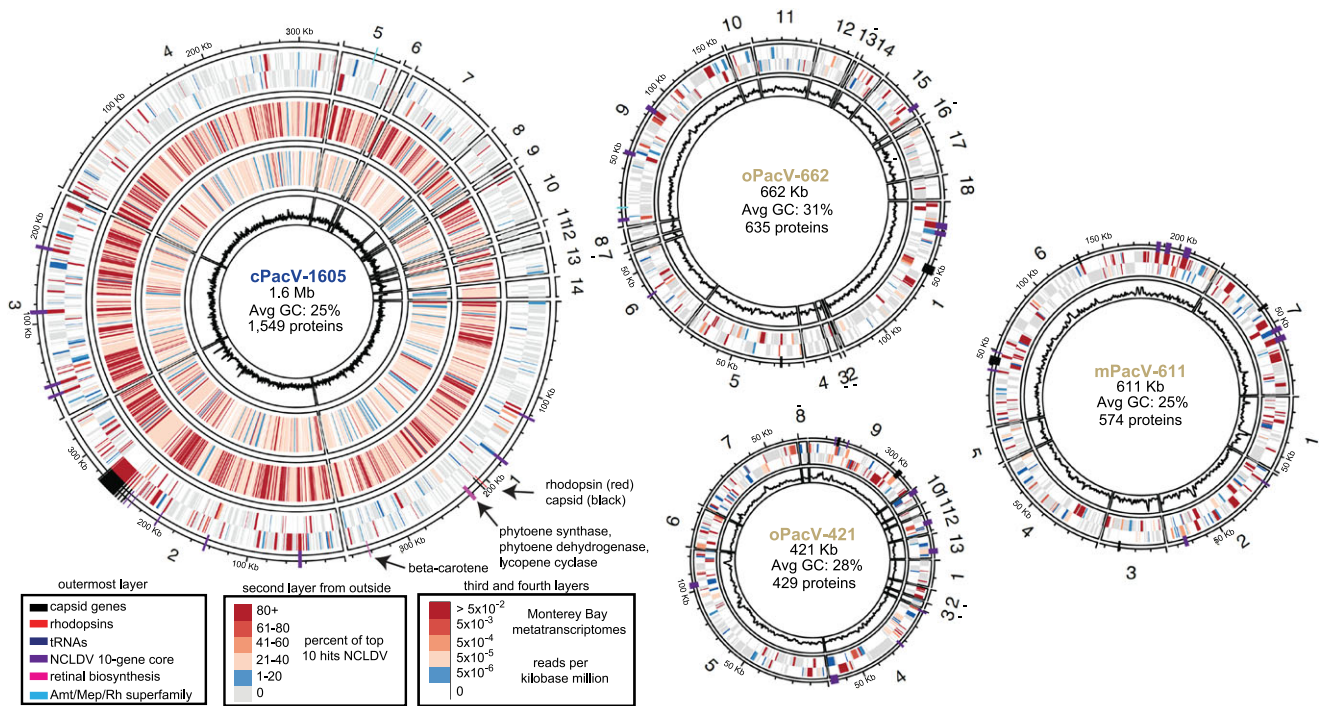 cPacV-1605
1.6 Mb
Avg GC: 25%
1,549 proteins
1
2
3
4
5
6
7
8
9
10
11
12
13
14
100 Kb
200 Kb
300 Kb
100 Kb
200 Kb
300 Kb
100 Kb
200 Kb
100 Kb
200 Kb
300 Kb
rhodopsin (red)
capsid (black)
phytoene synthase,
phytoene dehydrogenase,
lycopene cyclase
beta-carotene
oPacV-662
662 Kb
Avg GC: 31%
635 proteins
1
2
3
4
5
6
7
8
9
10
11
12
13
14
15
16
17
18
50 Kb
100 Kb
50 Kb
50 Kb
50 Kb
100 Kb
150 Kb
oPacV-421
421 Kb
Avg GC: 28%
429 proteins
1
2
3
4
5
6
7
8
9
10
11
12
13
50 Kb
50 Kb
100 Kb
50 Kb
300 Kb
mPacV-611
611 Kb
Avg GC: 25%
574 proteins
1
2
3
4
5
6
7
50 Kb
50 Kb
50 Kb
50 Kb
100 Kb
150 Kb
200 Kb
outermost layer
capsid genes
rhodopsins
tRNAs
NCLDV 10-gene core
retinal biosynthesis
Amt/Mep/Rh superfamily
second layer from outside
80+
61-80
41-60
21-40
1-20
0
percent of top
10 hits NCLDV
third and fourth layers
> 5x10⁻²
5x10⁻³
5x10⁻⁴
5x10⁻⁵
5x10⁻⁶
0
Monterey Bay
metatranscriptomes
reads per
kilobase million